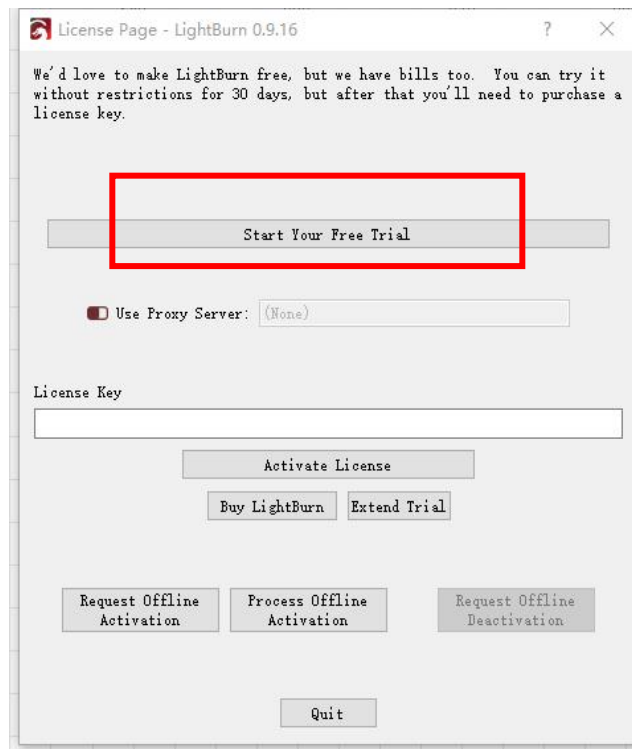 License Page - LightBurn 0.9.16
We'd love to make LightBurn free, but we have bills too.  You can try it
without restrictions for 30 days, but after that you'll need to purchase a
license key.
Start Your Free Trial
Use Proxy Server: (None)
License Key
Activate License
Buy LightBurn Extend Trial
Request Offline Process Offline Request Offline
Activation Activation Deactivation
Quit